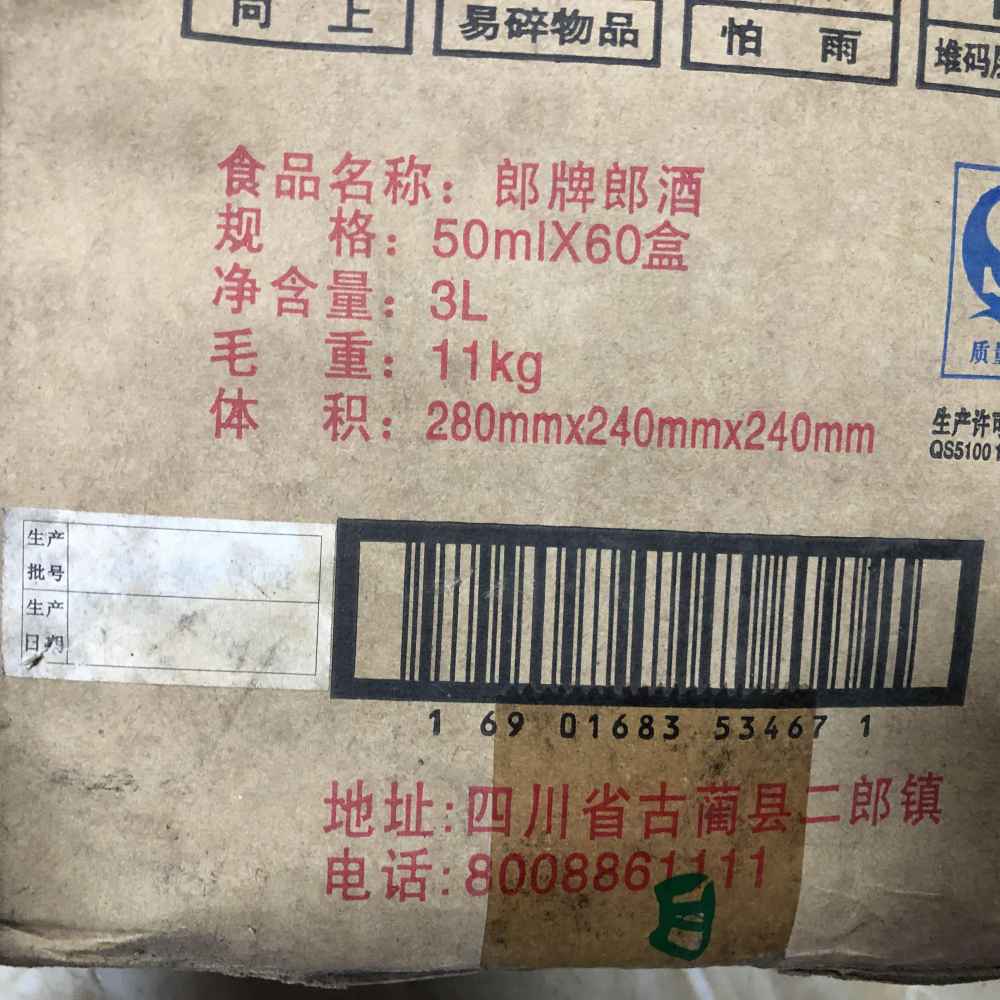 向 上
易碎物品
怕 雨
堆码
食品名称：郎牌郎酒
规 格：50mlX60盒
净含量：3L
毛 重：11kg
体 积：280mmx240mmx240mm
质量
生产许可
QS5100 1
生产
批号
生产
日期
1 69 01683 53467 1
地址:四川省古蔺县二郎镇
电话:8008861111